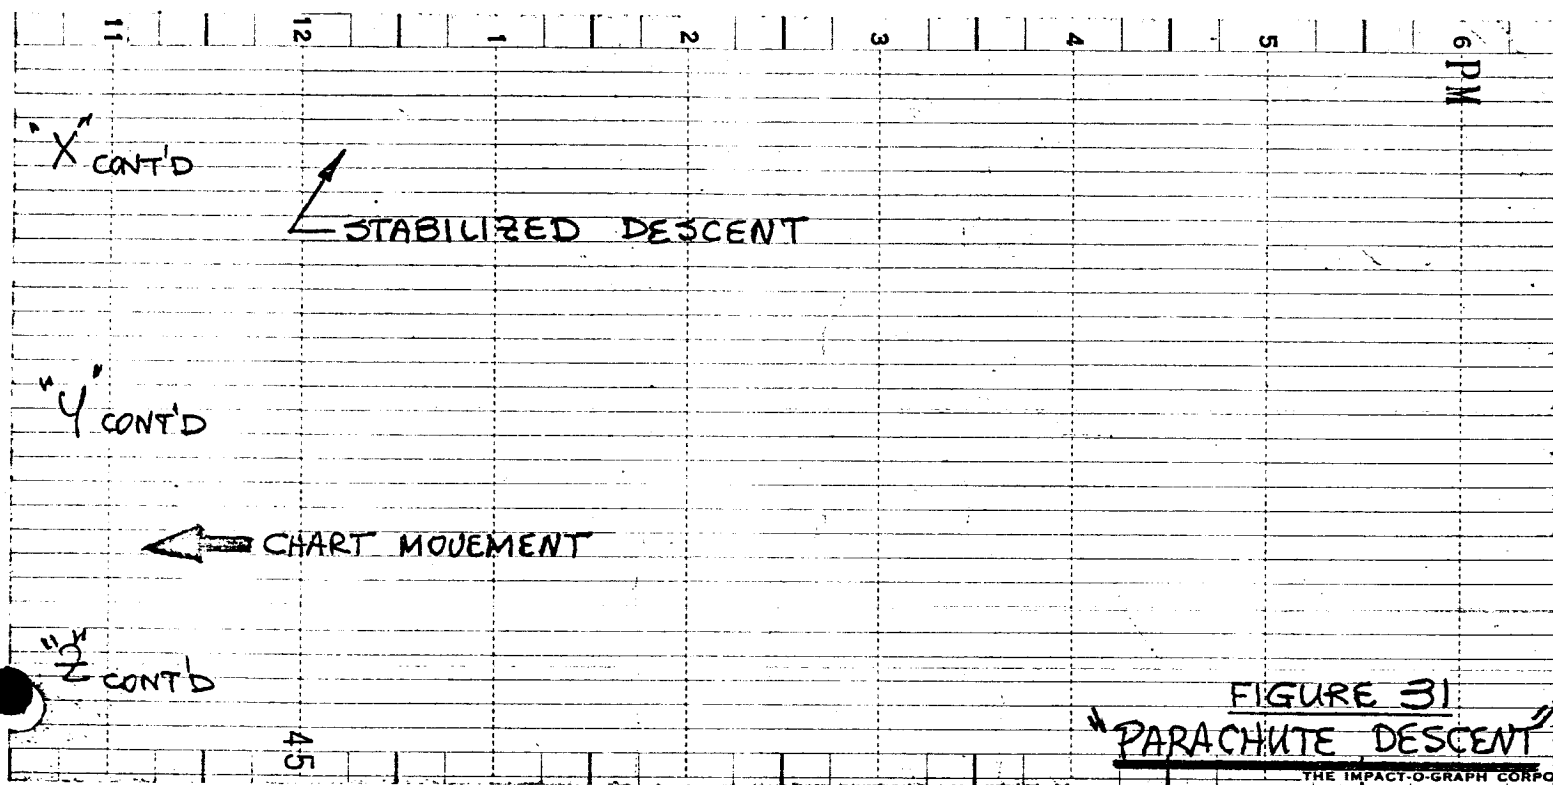 11 12 1 2 3 4 5 6 PM
"X" CONT'D
STABILIZED DESCENT
"Y" CONT'D
CHART MOVEMENT
"Z" CONT'D
45
FIGURE 31
"PARACHUTE DESCENT"
THE IMPACT-O-GRAPH CORPO